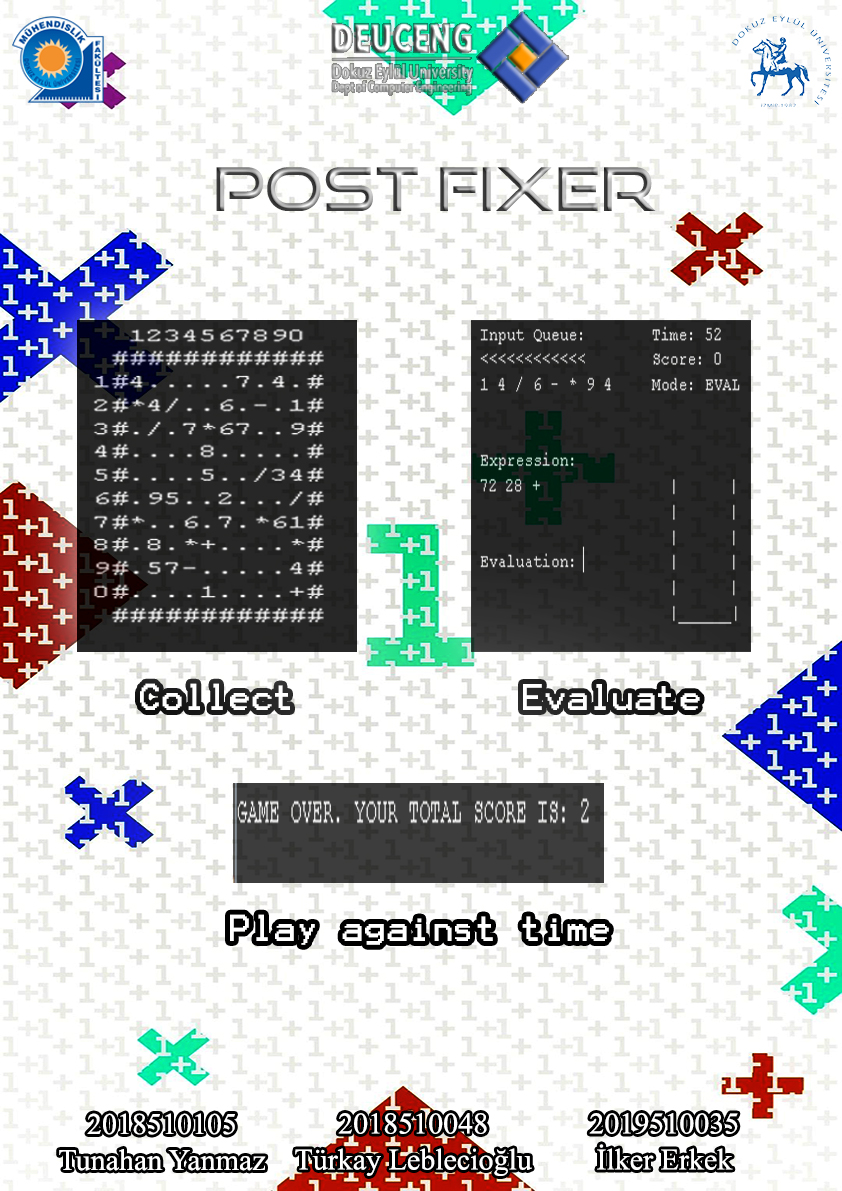 MÜHENDİSLİK
FAKÜLTESİ
DEUCENG
Dokuz Eylül University
Dept of Computer Engineering
DOKUZ EYLÜL ÜNİVERSİTESİ
İZMİR-1982
POST FIXER
1234567890
############
1#4......7.4.#
2#*4/..6.-.1#
3#./.7*67..9#
4#....8.....#
5#....5../34#
6#.95..2.../#
7#*..6.7.*61#
8#.8.*+....*#
9#.57-.....4#
0#....1....+#
############
Input Queue:
<<<<<<<<<<<<
1 4 / 6 - * 9 4
Time: 52
Score: 0
Mode: EVAL
Expression:
72 28 +
Evaluation:
Collect
Evaluate
GAME OVER. YOUR TOTAL SCORE IS: 2
Play against time
2018510105
Tunahan Yanmaz
2018510048
Türkay Leblecioğlu
2019510035
İlker Erkek